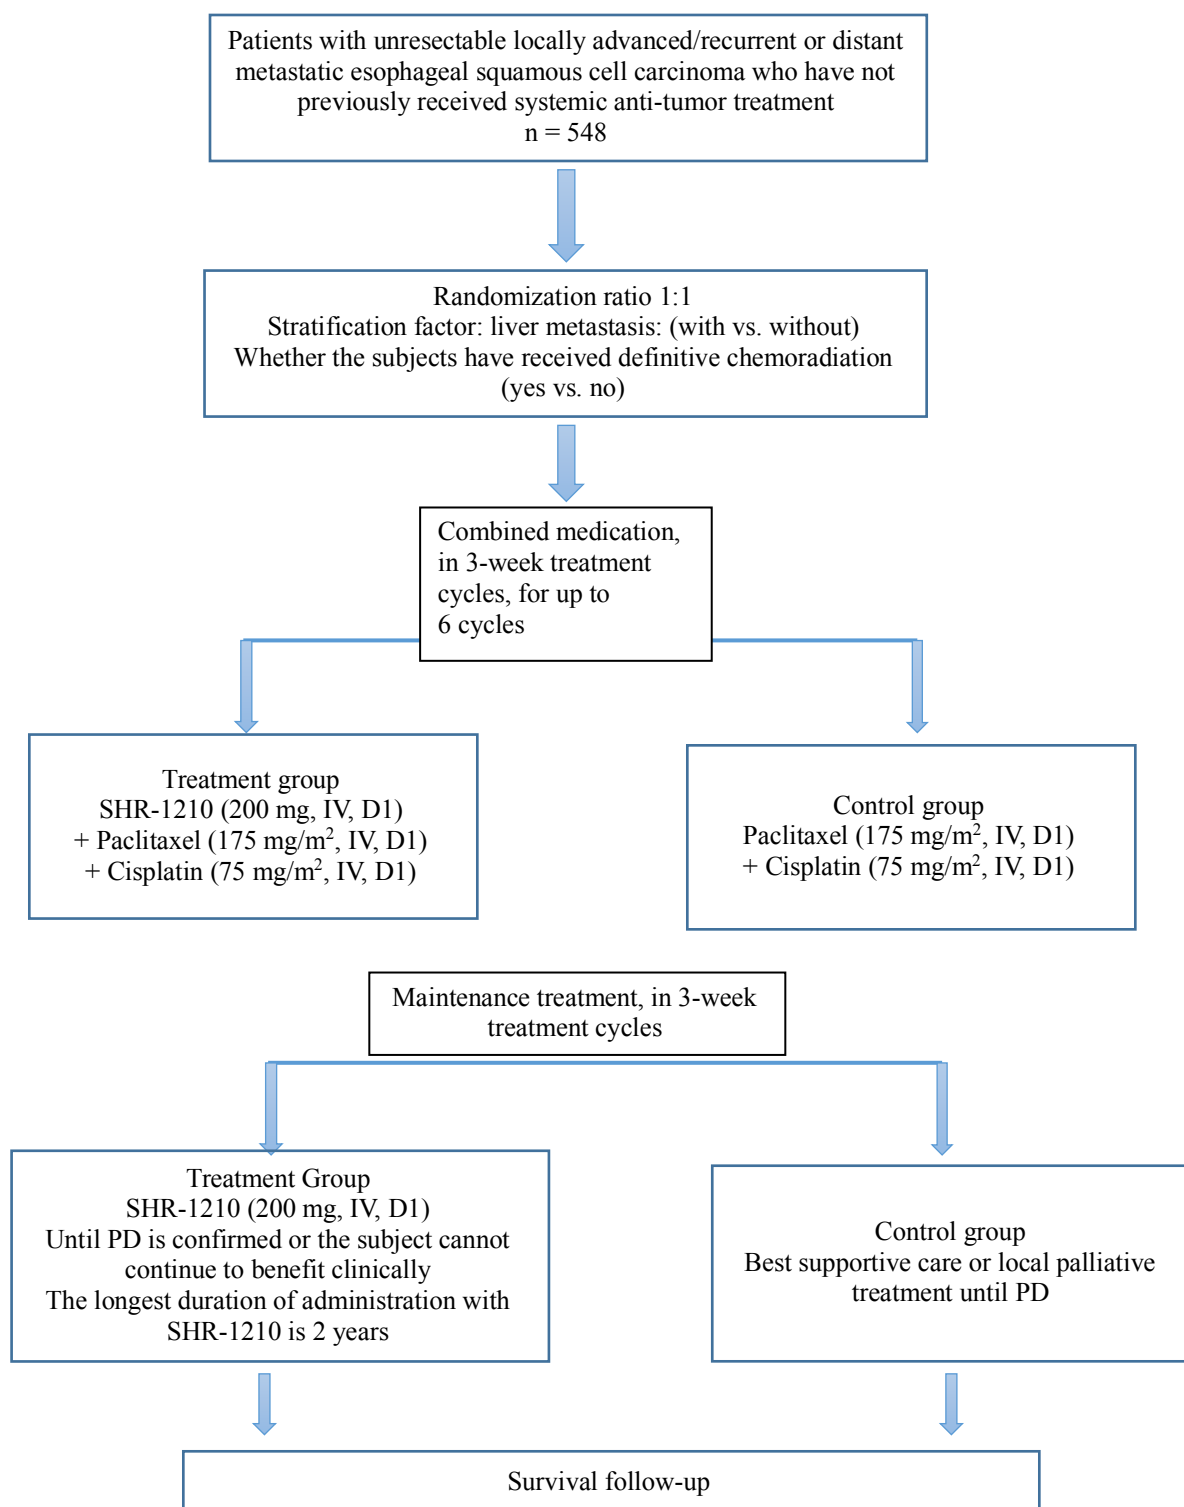 Patients with unresectable locally advanced/recurrent or distant
metastatic esophageal squamous cell carcinoma who have not
previously received systemic anti-tumor treatment
n = 548
Randomization ratio 1:1
Stratification factor: liver metastasis: (with vs. without)
Whether the subjects have received definitive chemoradiation
(yes vs. no)
Combined medication,
in 3-week treatment
cycles, for up to
6 cycles
Treatment group
SHR-1210 (200 mg, IV, D1)
+ Paclitaxel (175 mg/m², IV, D1)
+ Cisplatin (75 mg/m², IV, D1)
Control group
Paclitaxel (175 mg/m², IV, D1)
+ Cisplatin (75 mg/m², IV, D1)
Maintenance treatment, in 3-week
treatment cycles
Treatment Group
SHR-1210 (200 mg, IV, D1)
Until PD is confirmed or the subject cannot
continue to benefit clinically
The longest duration of administration with
SHR-1210 is 2 years
Control group
Best supportive care or local palliative
treatment until PD
Survival follow-up